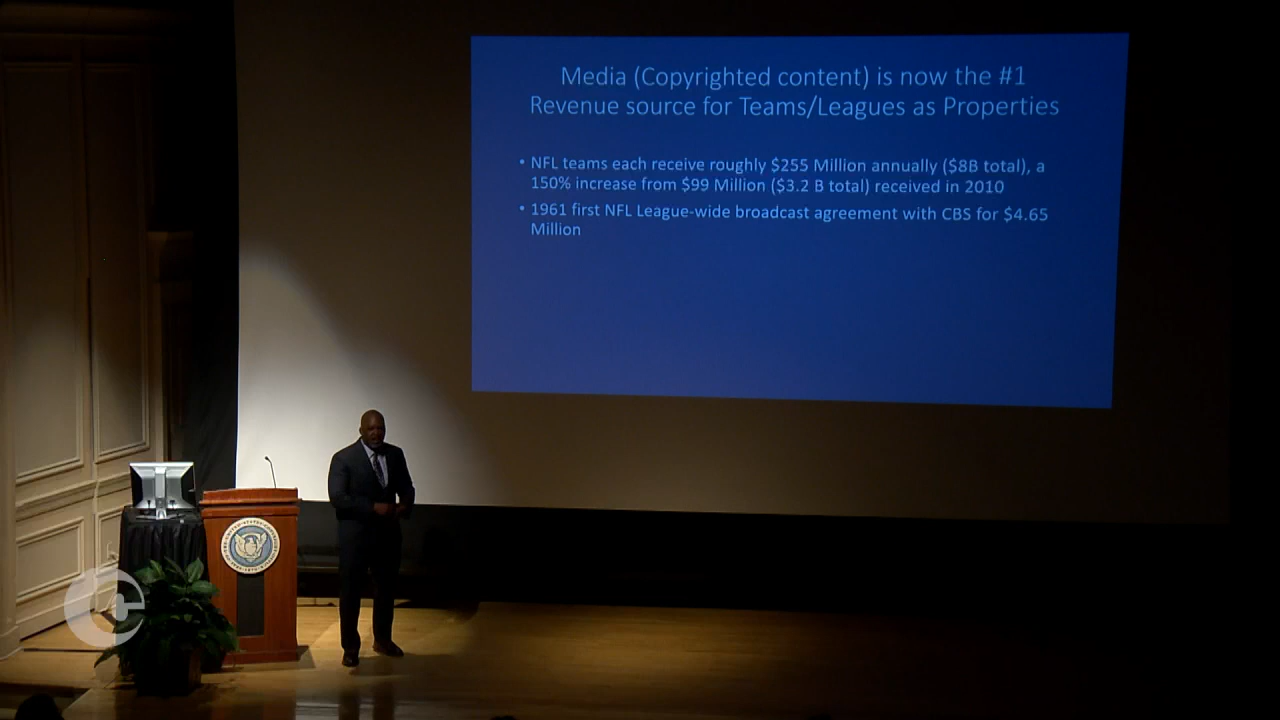 Media (Copyrighted content) is now the #1
Revenue source for Teams/Leagues as Properties
• NFL teams each receive roughly $255 Million annually ($8B total), a
150% increase from $99 Million ($3.2 B total) received in 2010
• 1961 first NFL League-wide broadcast agreement with CBS for $4.65
Million